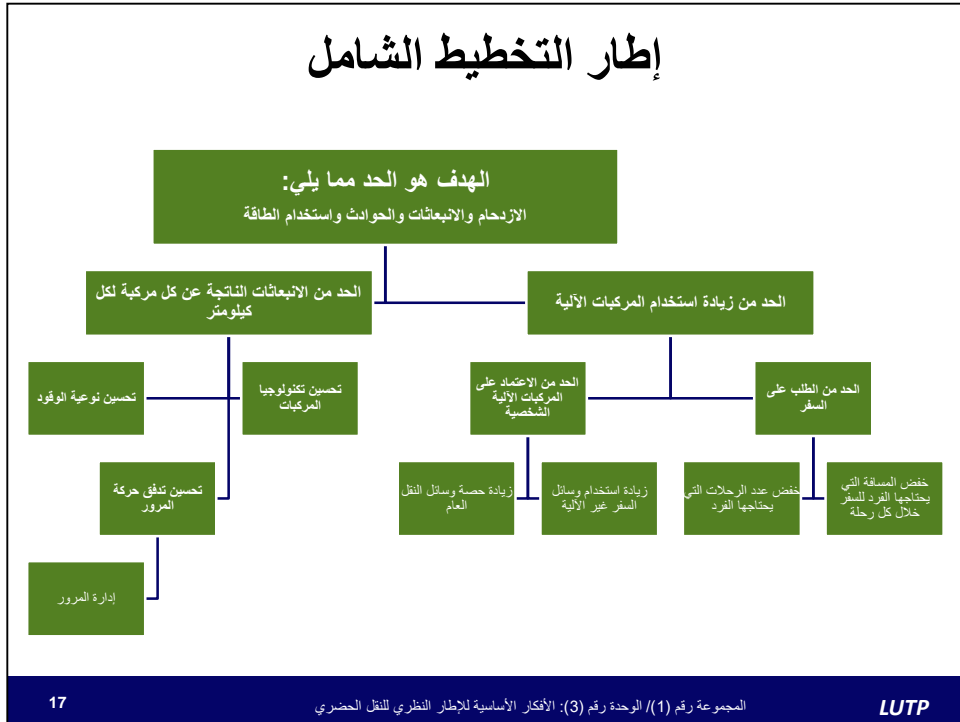 إطار التخطيط الشامل
الهدف هو الحد مما يلي:
الازدحام والانبعاثات والحوادث واستخدام الطاقة
الحد من زيادة استخدام المركبات الآلية
الحد من الانبعاثات الناتجة عن كل مركبة لكل
كيلومتر
الحد من الطلب على
السفر
الحد من الاعتماد على
المركبات الآلية
الشخصية
تحسين تكنولوجيا
المركبات
تحسين نوعية الوقود
خفض المسافة التي
يحتاجها الفرد للسفر
خلال كل رحلة
خفض عدد الرحلات التي
يحتاجها الفرد
زيادة استخدام وسائل
السفر غير الآلية
زيادة حصة وسائل النقل
العام
تحسين تدفق حركة
المرور
إدارة المرور
LUTP
المجموعة رقم (1)/ الوحدة رقم (3): الأفكار الأساسية للإطار النظري للنقل الحضري
17